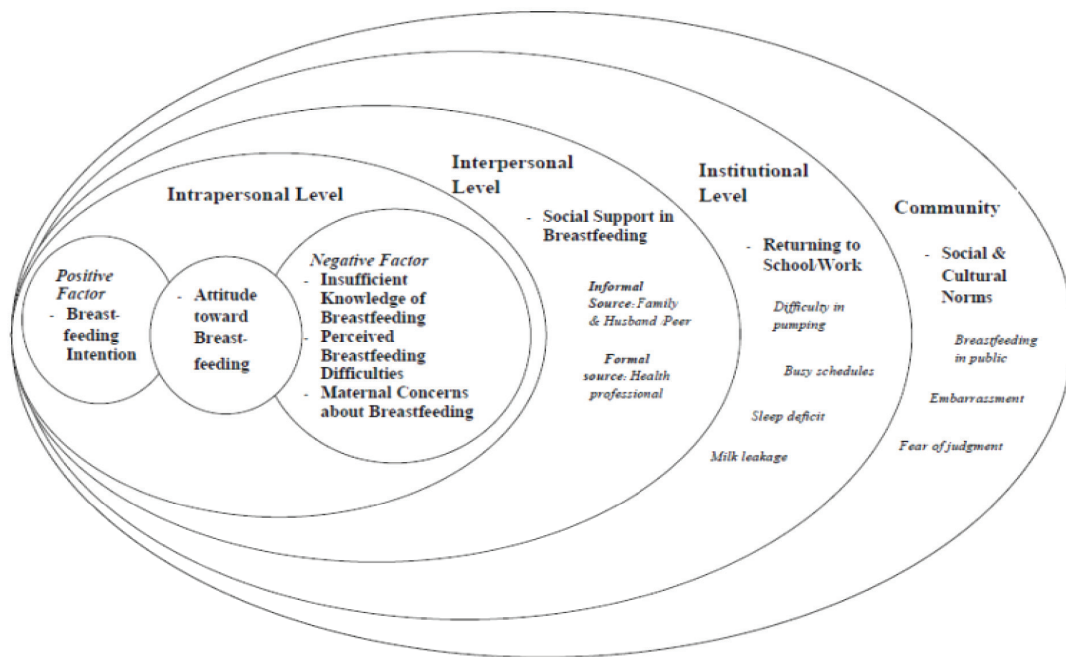 Intrapersonal Level
Positive
Factor
- Breast-
feeding
Intention
- Attitude
toward
Breast-
feeding
Negative Factor
- Insufficient
Knowledge of
Breastfeeding
- Perceived
Breastfeeding
Difficulties
- Maternal Concerns
about Breastfeeding
Interpersonal
Level
- Social Support in
Breastfeeding
Informal
Source: Family
& Husband /Peer
Formal
source: Health
professional
Institutional
Level
- Returning to
School/Work
Difficulty in
pumping
Busy schedules
Sleep deficit
Milk leakage
Community
- Social &
Cultural
Norms
Breastfeeding
in public
Embarrassment
Fear of judgment